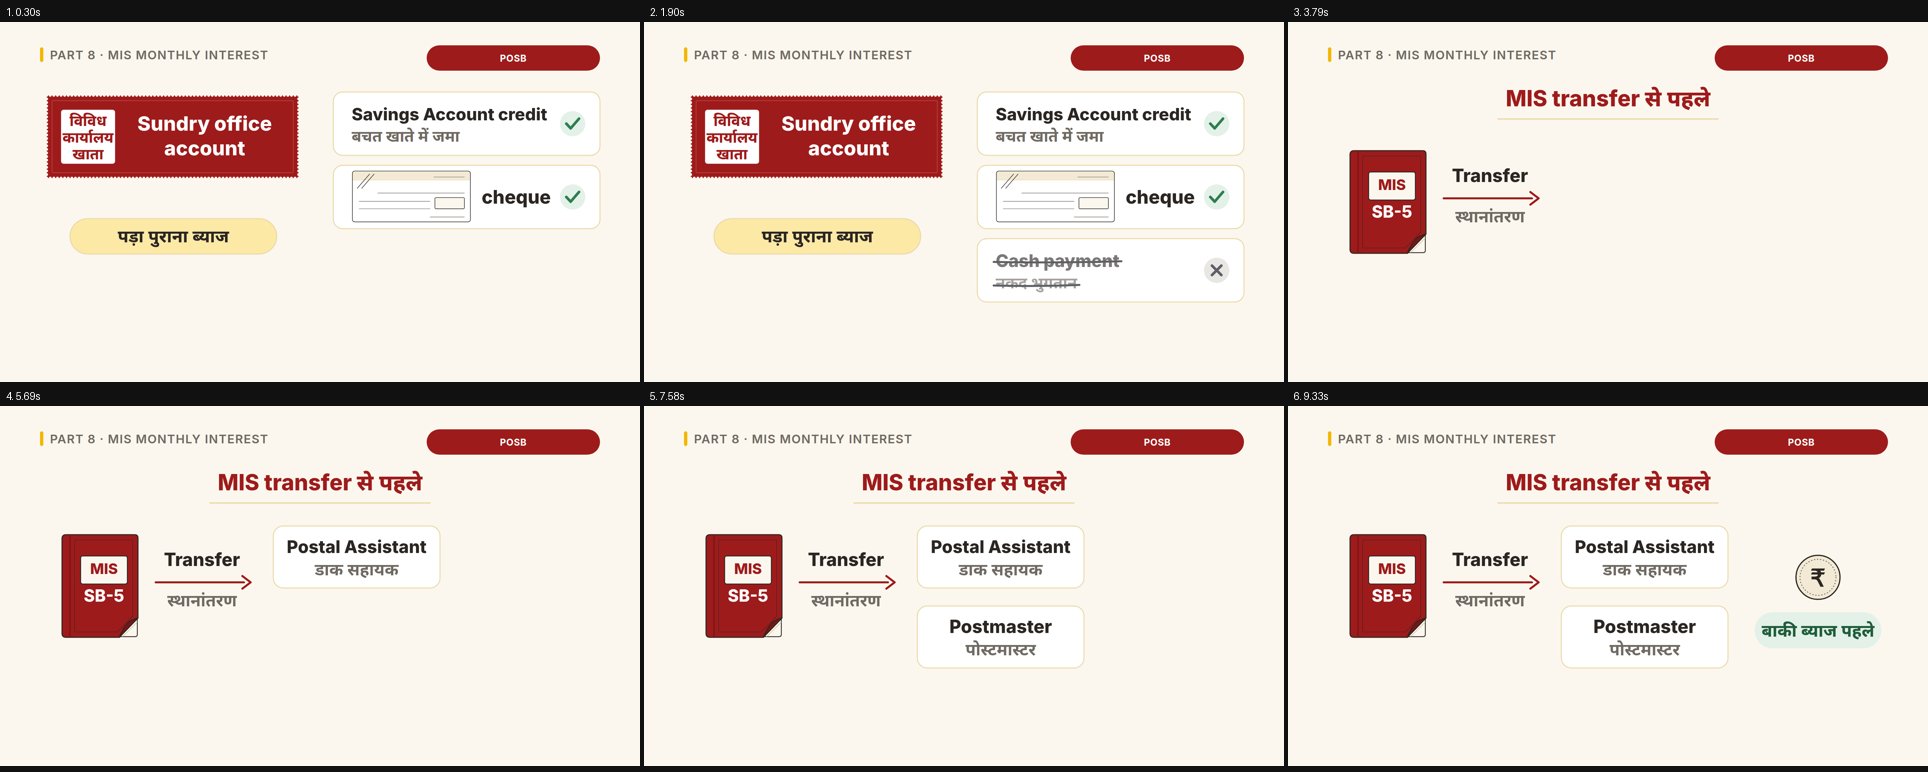 1. 0.30s
PART 8 · MIS MONTHLY INTEREST
POSB
विविध
कार्यालय
खाता
Sundry office
account
पड़ा पुराना ब्याज
Savings Account credit
बचत खाते में जमा
cheque
2. 1.90s
PART 8 · MIS MONTHLY INTEREST
POSB
विविध
कार्यालय
खाता
Sundry office
account
पड़ा पुराना ब्याज
Savings Account credit
बचत खाते में जमा
cheque
Cash payment
नकद भुगतान
3. 3.79s
PART 8 · MIS MONTHLY INTEREST
POSB
MIS transfer से पहले
MIS
SB-5
Transfer
स्थानांतरण
4. 5.69s
PART 8 · MIS MONTHLY INTEREST
POSB
MIS transfer से पहले
MIS
SB-5
Transfer
स्थानांतरण
Postal Assistant
डाक सहायक
5. 7.58s
PART 8 · MIS MONTHLY INTEREST
POSB
MIS transfer से पहले
MIS
SB-5
Transfer
स्थानांतरण
Postal Assistant
डाक सहायक
Postmaster
पोस्टमास्टर
6. 9.33s
PART 8 · MIS MONTHLY INTEREST
POSB
MIS transfer से पहले
MIS
SB-5
Transfer
स्थानांतरण
Postal Assistant
डाक सहायक
Postmaster
पोस्टमास्टर
₹
बाकी ब्याज पहले